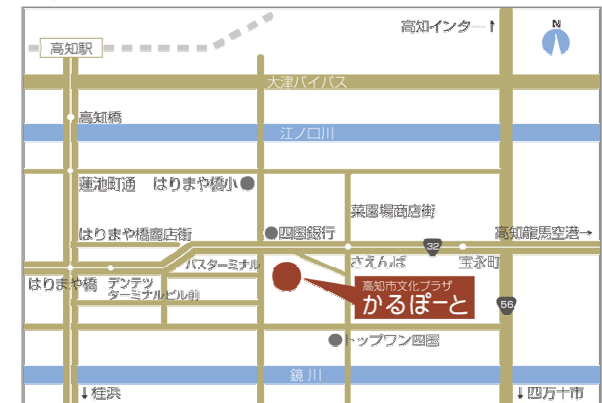 高知インター↑
N
高知駅
大津バイパス
高知橋
江ノ口川
蓮池町通
はりまや橋小
菜園場商店街
はりまや橋商店街
四国銀行
高知龍馬空港→
32
バスターミナル
さえんば
宝永町
はりまや橋
デンテツ
ターミナルビル前
高知市文化プラザ
かるぽーと
56
トップワン四国
鏡川
↓桂浜
↓四万十市